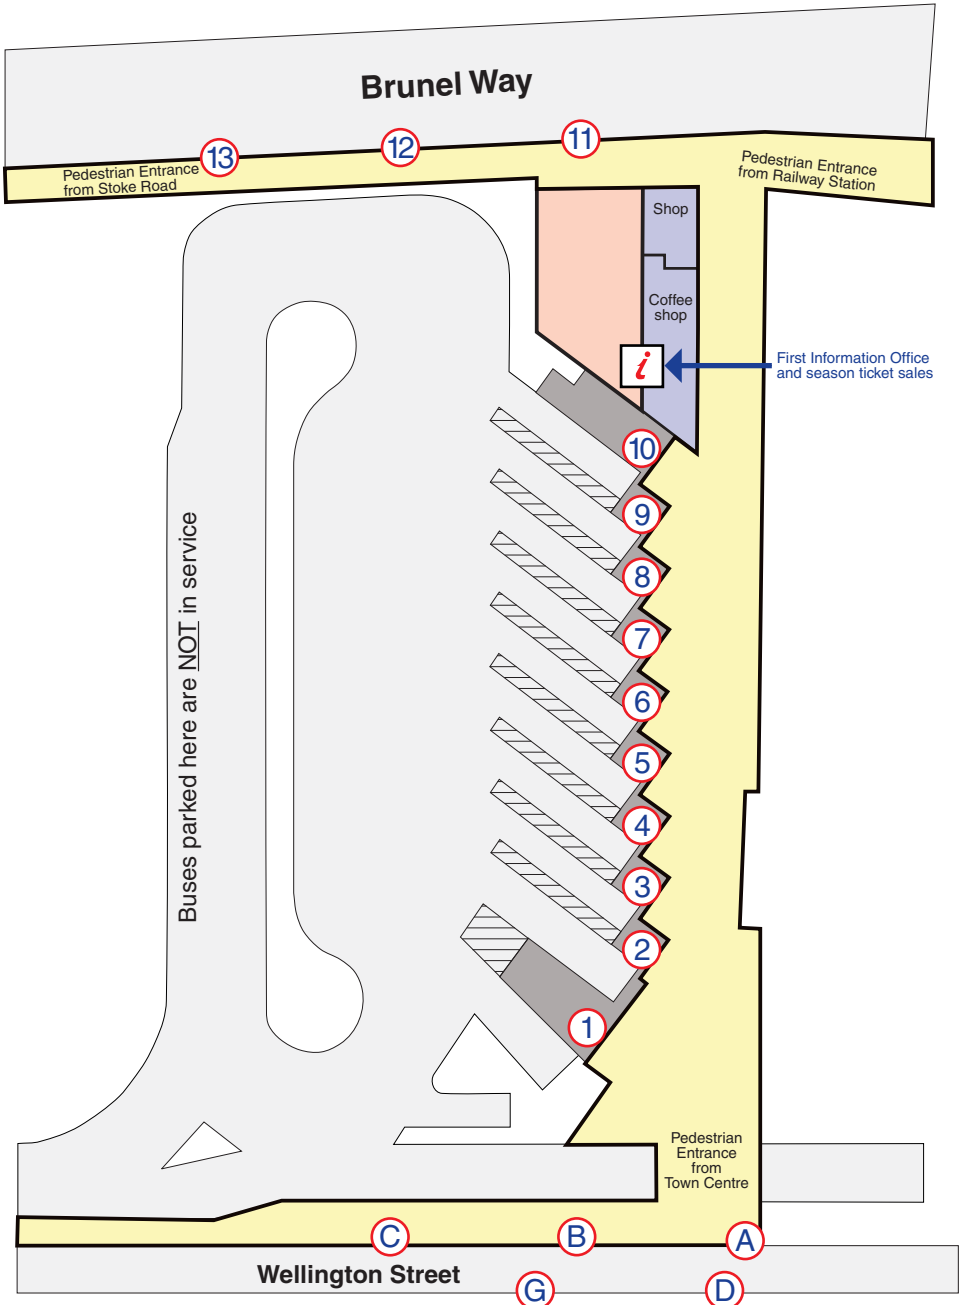 Brunel Way
11
12
13
Pedestrian Entrance
from Stoke Road
Pedestrian Entrance
from Railway Station
Shop
Coffee
shop
i
First Information Office
and season ticket sales
10
9
8
7
6
5
4
3
2
1
Buses parked here are NOT in service
Pedestrian
Entrance
from
Town Centre
C
B
A
Wellington Street
G
D